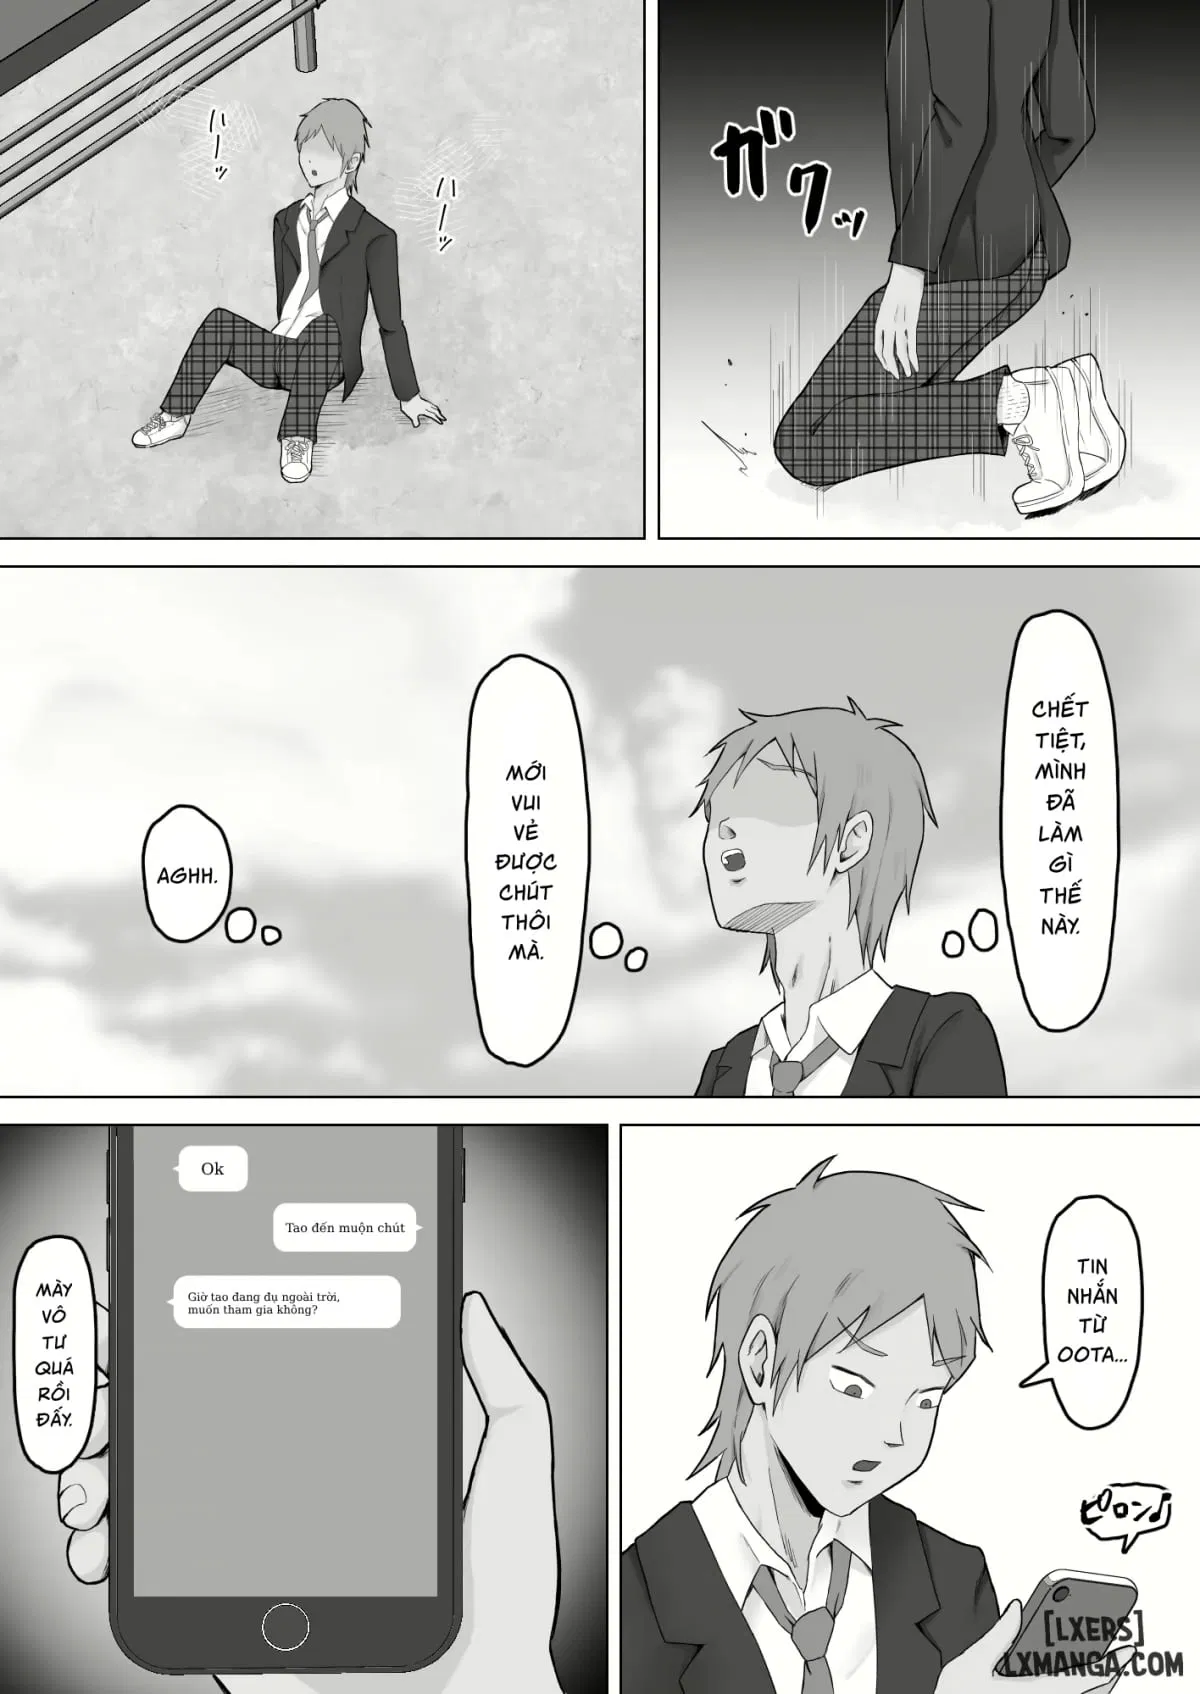 ガクッ
ハーッ
ハーッ
CHẾT
TIỆT,
MÌNH
ĐÃ
LÀM
GÌ
THẾ
NÀY.
MỚI
VUI
VẺ
ĐƯỢC
CHÚT
THÔI
MÀ.
AGHH.
TIN
NHẮN
TỪ
OOTA...
ピロン♪
Ok
Tao đến muộn chút
Giờ tao đang đụ ngoài trời,
muốn tham gia không?
MÀY
VÔ
TƯ
QUÁ
RỒI
ĐẤY.
[LXERS]
LXMANGA.COM